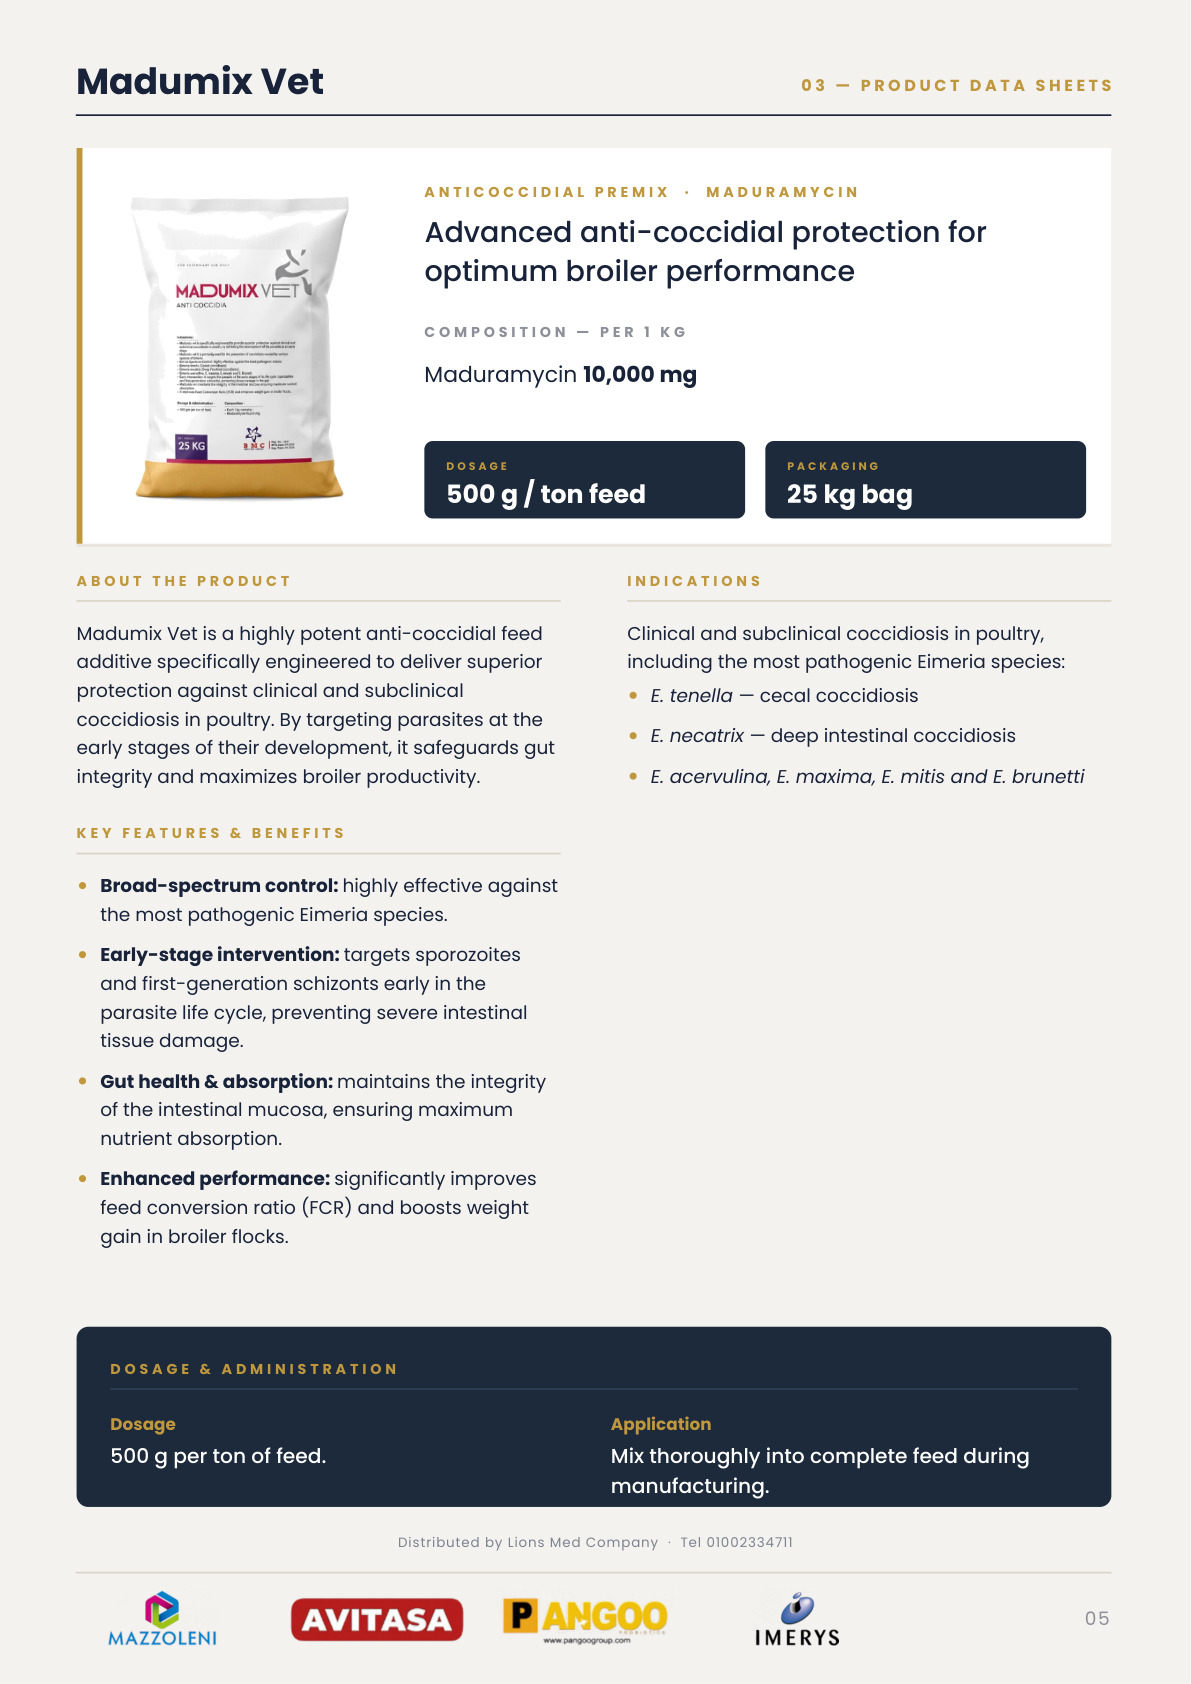 Madumix Vet
03 — PRODUCT DATA SHEETS
ANTICOCCIDIAL PREMIX · MADURAMYCIN
Advanced anti-coccidial protection for
optimum broiler performance
COMPOSITION — PER 1 KG
Maduramycin 10,000 mg
DOSAGE
500 g / ton feed
PACKAGING
25 kg bag
MADUMIX VET
ANTI COCCIDIA
25 KG
ABOUT THE PRODUCT
Madumix Vet is a highly potent anti-coccidial feed
additive specifically engineered to deliver superior
protection against clinical and subclinical
coccidiosis in poultry. By targeting parasites at the
early stages of their development, it safeguards gut
integrity and maximizes broiler productivity.
KEY FEATURES & BENEFITS
• Broad-spectrum control: highly effective against
the most pathogenic Eimeria species.
• Early-stage intervention: targets sporozoites
and first-generation schizonts early in the
parasite life cycle, preventing severe intestinal
tissue damage.
• Gut health & absorption: maintains the integrity
of the intestinal mucosa, ensuring maximum
nutrient absorption.
• Enhanced performance: significantly improves
feed conversion ratio (FCR) and boosts weight
gain in broiler flocks.
INDICATIONS
Clinical and subclinical coccidiosis in poultry,
including the most pathogenic Eimeria species:
• E. tenella — cecal coccidiosis
• E. necatrix — deep intestinal coccidiosis
• E. acervulina, E. maxima, E. mitis and E. brunetti
DOSAGE & ADMINISTRATION
Dosage
500 g per ton of feed.
Application
Mix thoroughly into complete feed during
manufacturing.
Distributed by Lions Med Company · Tel 01002334711
MAZZOLENI
AVITASA
PANGOO
PROBIOTICS
www.pangoogroup.com
IMERYS
05